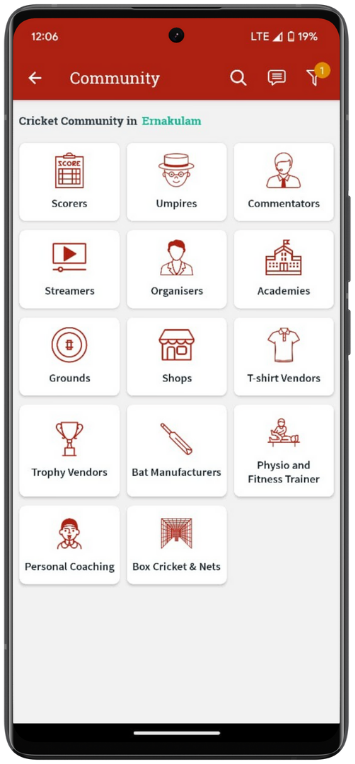 12:06
LTE 19%
Community
1
Cricket Community in Ernakulam
SCORE
Scorers
Umpires
Commentators
Streamers
Organisers
Academies
Grounds
Shops
T-shirt Vendors
Trophy Vendors
Bat Manufacturers
Physio and
Fitness Trainer
Personal Coaching
Box Cricket & Nets